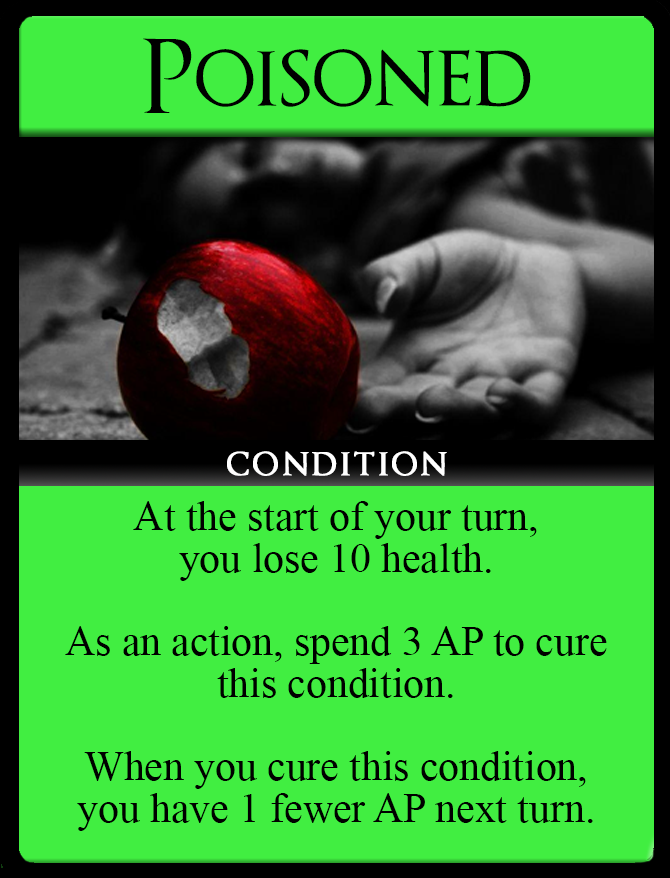 POISONED
CONDITION
At the start of your turn,
you lose 10 health.
As an action, spend 3 AP to cure
this condition.
When you cure this condition,
you have 1 fewer AP next turn.